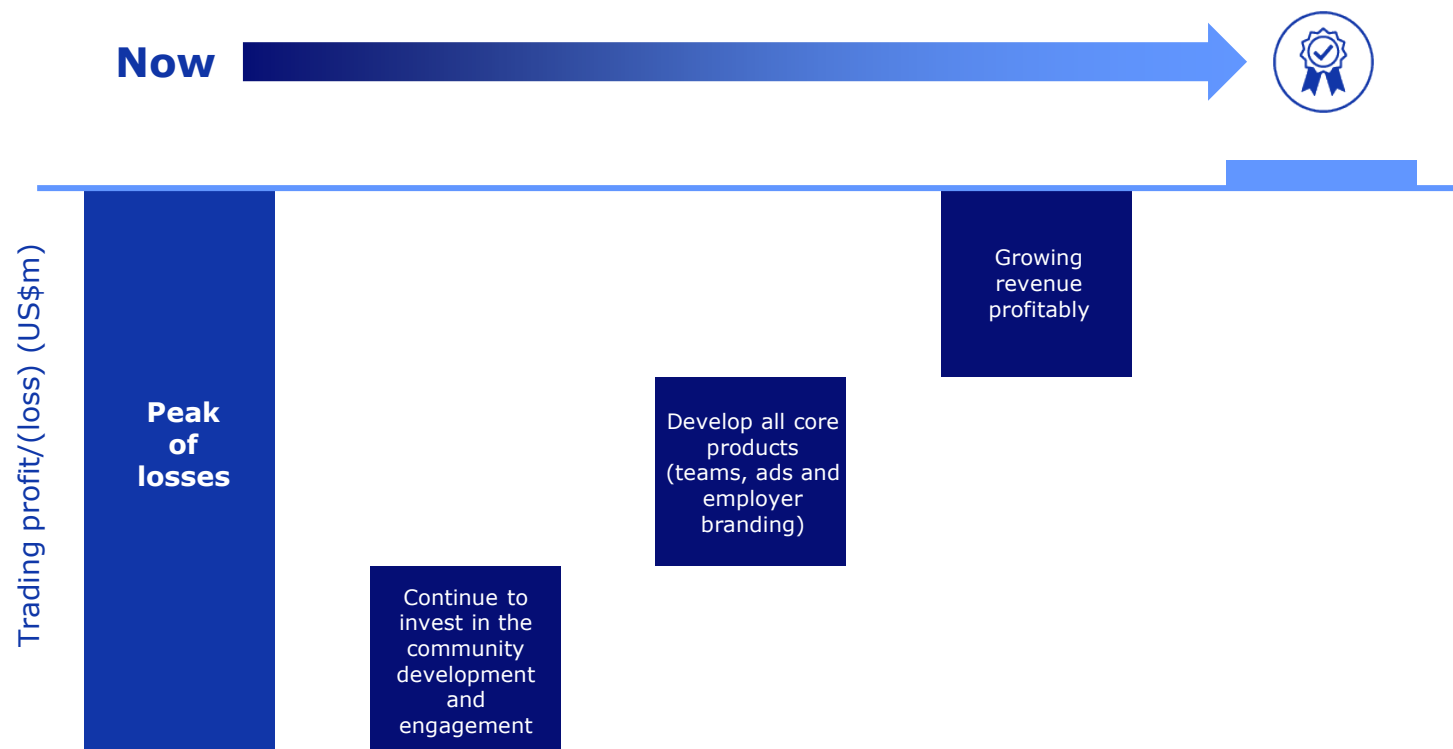 Now
Trading profit/(loss) (US$m)
Peak
of
losses
Continue to
invest in the
community
development
and
engagement
Develop all core
products
(teams, ads and
employer
branding)
Growing
revenue
profitably